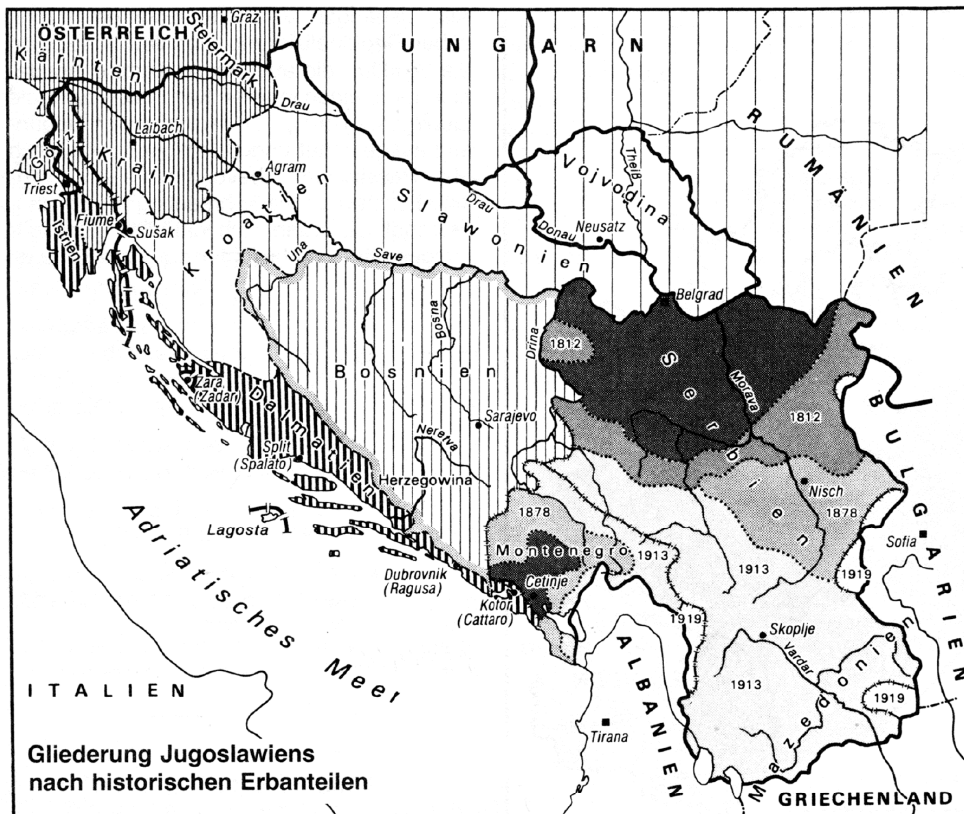 ÖSTERREICH
Graz
UNGARN
Steiermark
Kärnten
Drau
Laibach
Görz
Krain
Triest
Agram
RUMÄNIEN
Theiß
Vojvodina
Drau
Slawonien
Donau
Neusatz
Fiume
Sušak
Istrien
Kroatien
Una
Save
Bosna
Belgrad
Drina
1812
Serbien
Morava
Zara
(Zadar)
Bosnien
1812
BULGARIEN
Dalmatien
Sarajevo
Split
(Spalato)
Neretva
Herzegowina
Nisch
1878
1878
Sofia
Lagosta
Montenegro
1913
1913
1919
Adriatisches Meer
Dubrovnik
(Ragusa)
Cetinje
Kotor
(Cattaro)
1919
Skoplje
Vardar
ALBANIEN
1913
Mazedonien
1919
ITALIEN
Tirana
Gliederung Jugoslawiens
nach historischen Erbanteilen
GRIECHENLAND